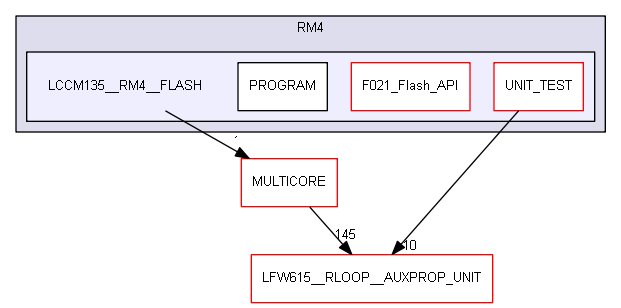 RM4
LCCM135__RM4__FLASH
PROGRAM
F021_Flash_API
UNIT_TEST
MULTICORE
145
10
LFW615__RLOOP__AUXPROP_UNIT